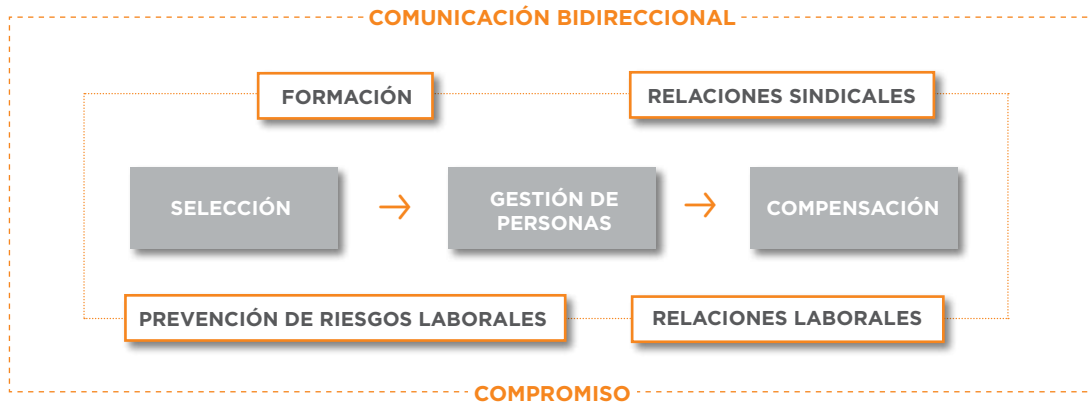 COMUNICACIÓN BIDIRECCIONAL
FORMACIÓN
RELACIONES SINDICALES
SELECCIÓN
GESTIÓN DE
PERSONAS
COMPENSACIÓN
PREVENCIÓN DE RIESGOS LABORALES
RELACIONES LABORALES
COMPROMISO